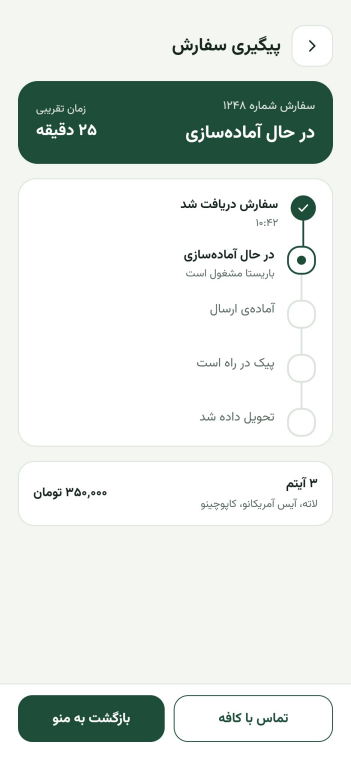 پیگیری سفارش
سفارش شماره ۱۲۴۸
در حال آماده‌سازی
زمان تقریبی
۲۵ دقیقه
سفارش دریافت شد
۱۰:۴۲
در حال آماده‌سازی
باریستا مشغول است
آماده‌ی ارسال
پیک در راه است
تحویل داده شد
۳ آیتم
لاته، آیس آمریکانو، کاپوچینو
۳۵۰,۰۰۰ تومان
تماس با کافه
بازگشت به منو